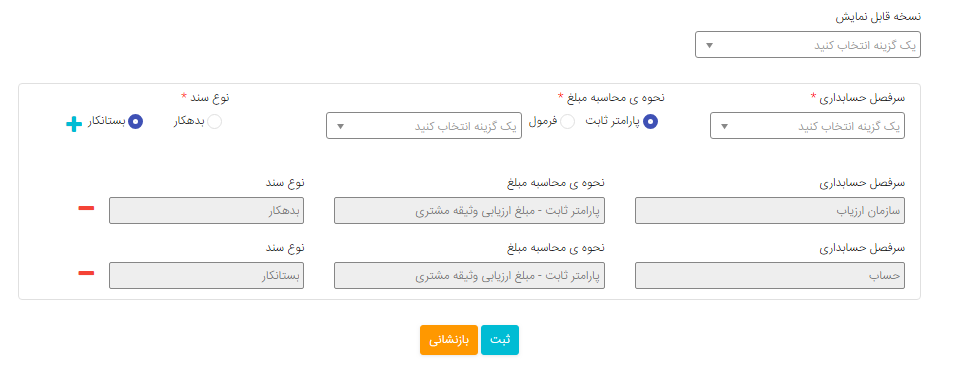 نسخه قابل نمایش
یک گزینه انتخاب کنید
سرفصل حسابداری * نحوه ی محاسبه مبلغ * نوع سند *
یک گزینه انتخاب کنید پارامتر ثابت فرمول یک گزینه انتخاب کنید بدهکار بستانکار
سرفصل حسابداری نحوه ی محاسبه مبلغ نوع سند
سازمان ارزیاب پارامتر ثابت - مبلغ ارزیابی وثیقه مشتری بدهکار
سرفصل حسابداری نحوه ی محاسبه مبلغ نوع سند
حساب پارامتر ثابت - مبلغ ارزیابی وثیقه مشتری بستانکار
ثبت بازنشانی